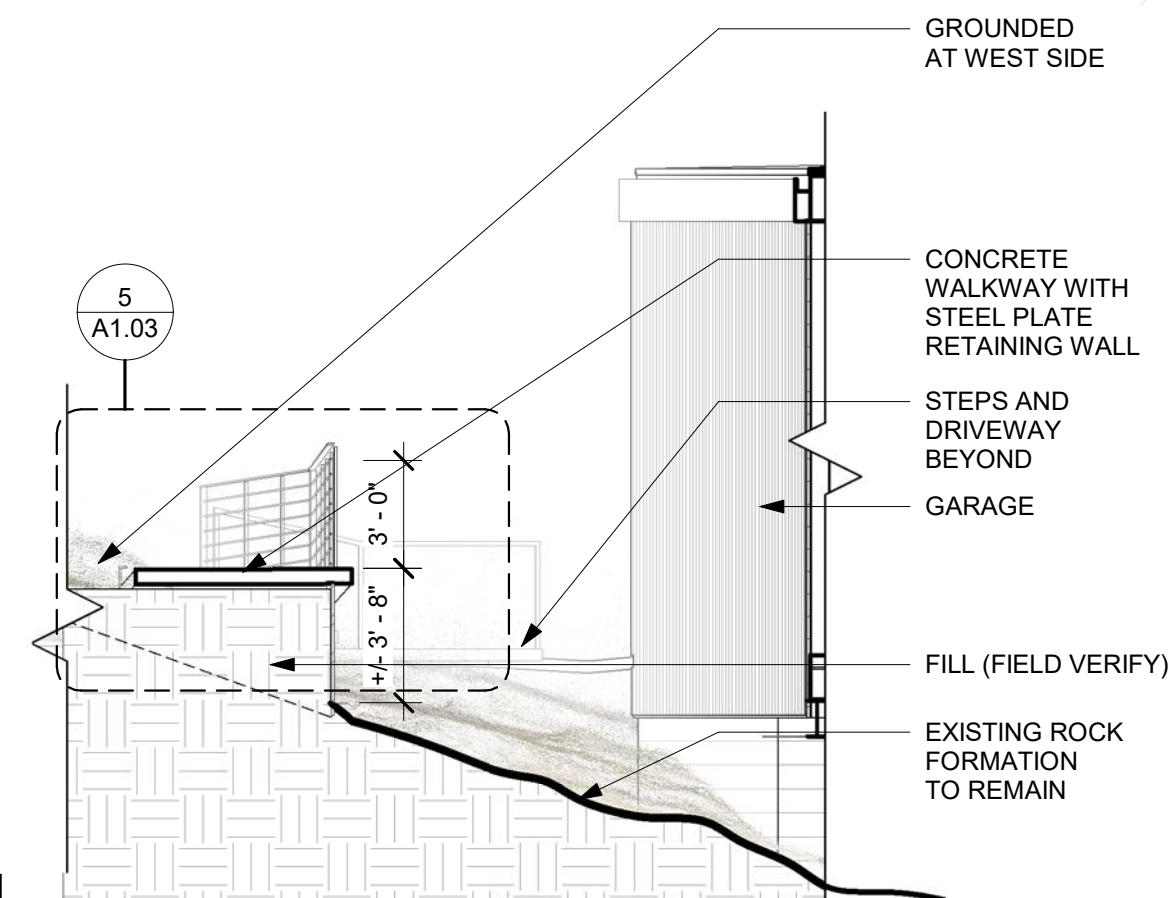 GROUNDED
AT WEST SIDE
CONCRETE
WALKWAY WITH
STEEL PLATE
RETAINING WALL
5
A1.03
STEPS AND
DRIVEWAY
BEYOND
GARAGE
3' - 0"
+/- 3' - 8"
FILL (FIELD VERIFY)
EXISTING ROCK
FORMATION
TO REMAIN